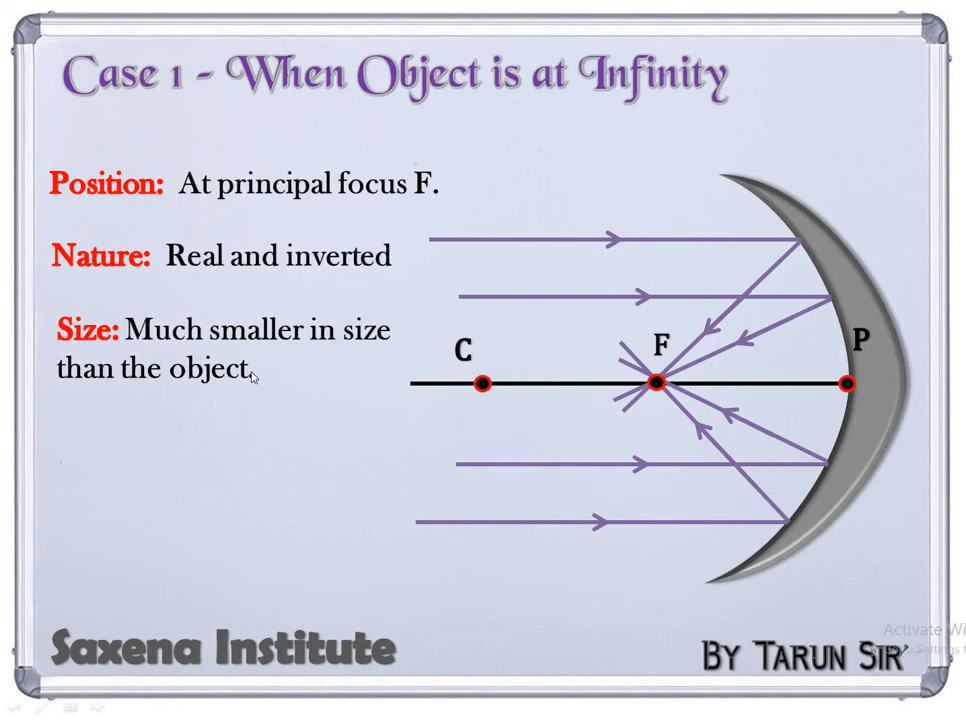 Case 1 - When Object is at Infinity
Position: At principal focus F.
Nature: Real and inverted
Size: Much smaller in size
than the object.
C
F
P
Saxena Institute
By Tarun Sir
Activate Wi
Settings